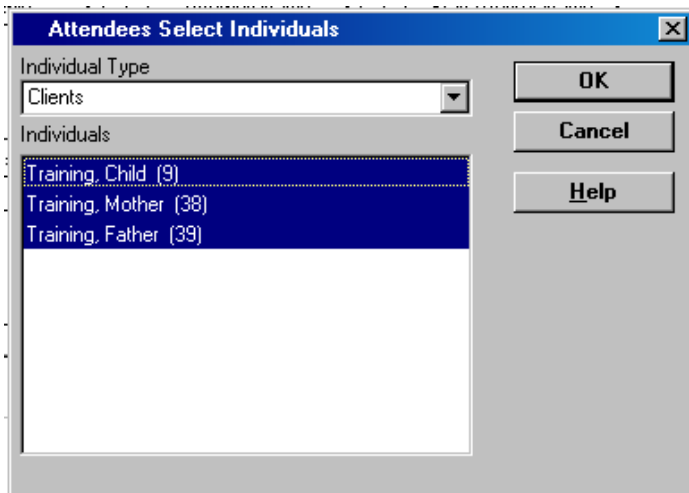 Attendees Select Individuals
Individual Type
Clients
Individuals
Training, Child (9)
Training, Mother (38)
Training, Father (39)
OK
Cancel
Help